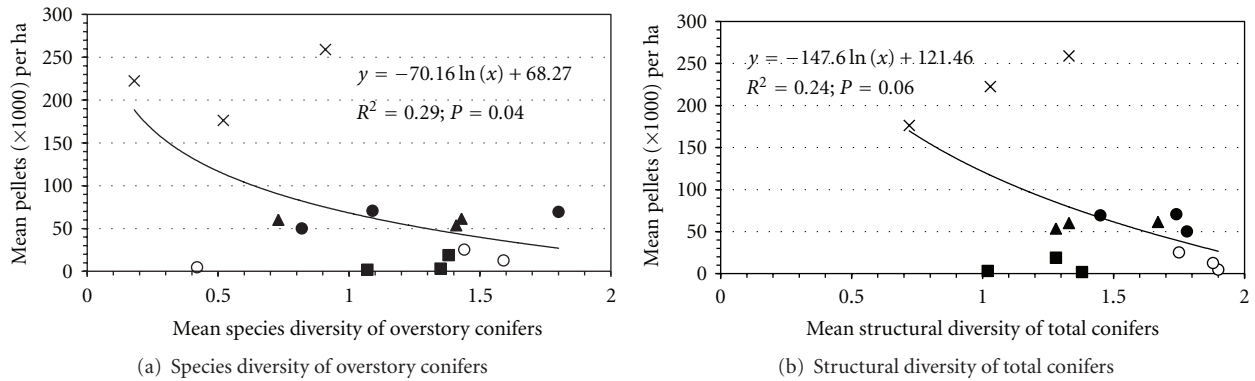 300
250
200
150
100
50
0
Mean pellets (×1000) per ha
y = −70.16 ln (x) + 68.27
R² = 0.29; P = 0.04
0 0.5 1 1.5 2
Mean species diversity of overstory conifers
(a) Species diversity of overstory conifers
300
250
200
150
100
50
0
Mean pellets (×1000) per ha
y = −147.6 ln (x) + 121.46
R² = 0.24; P = 0.06
0 0.5 1 1.5 2
Mean structural diversity of total conifers
(b) Structural diversity of total conifers